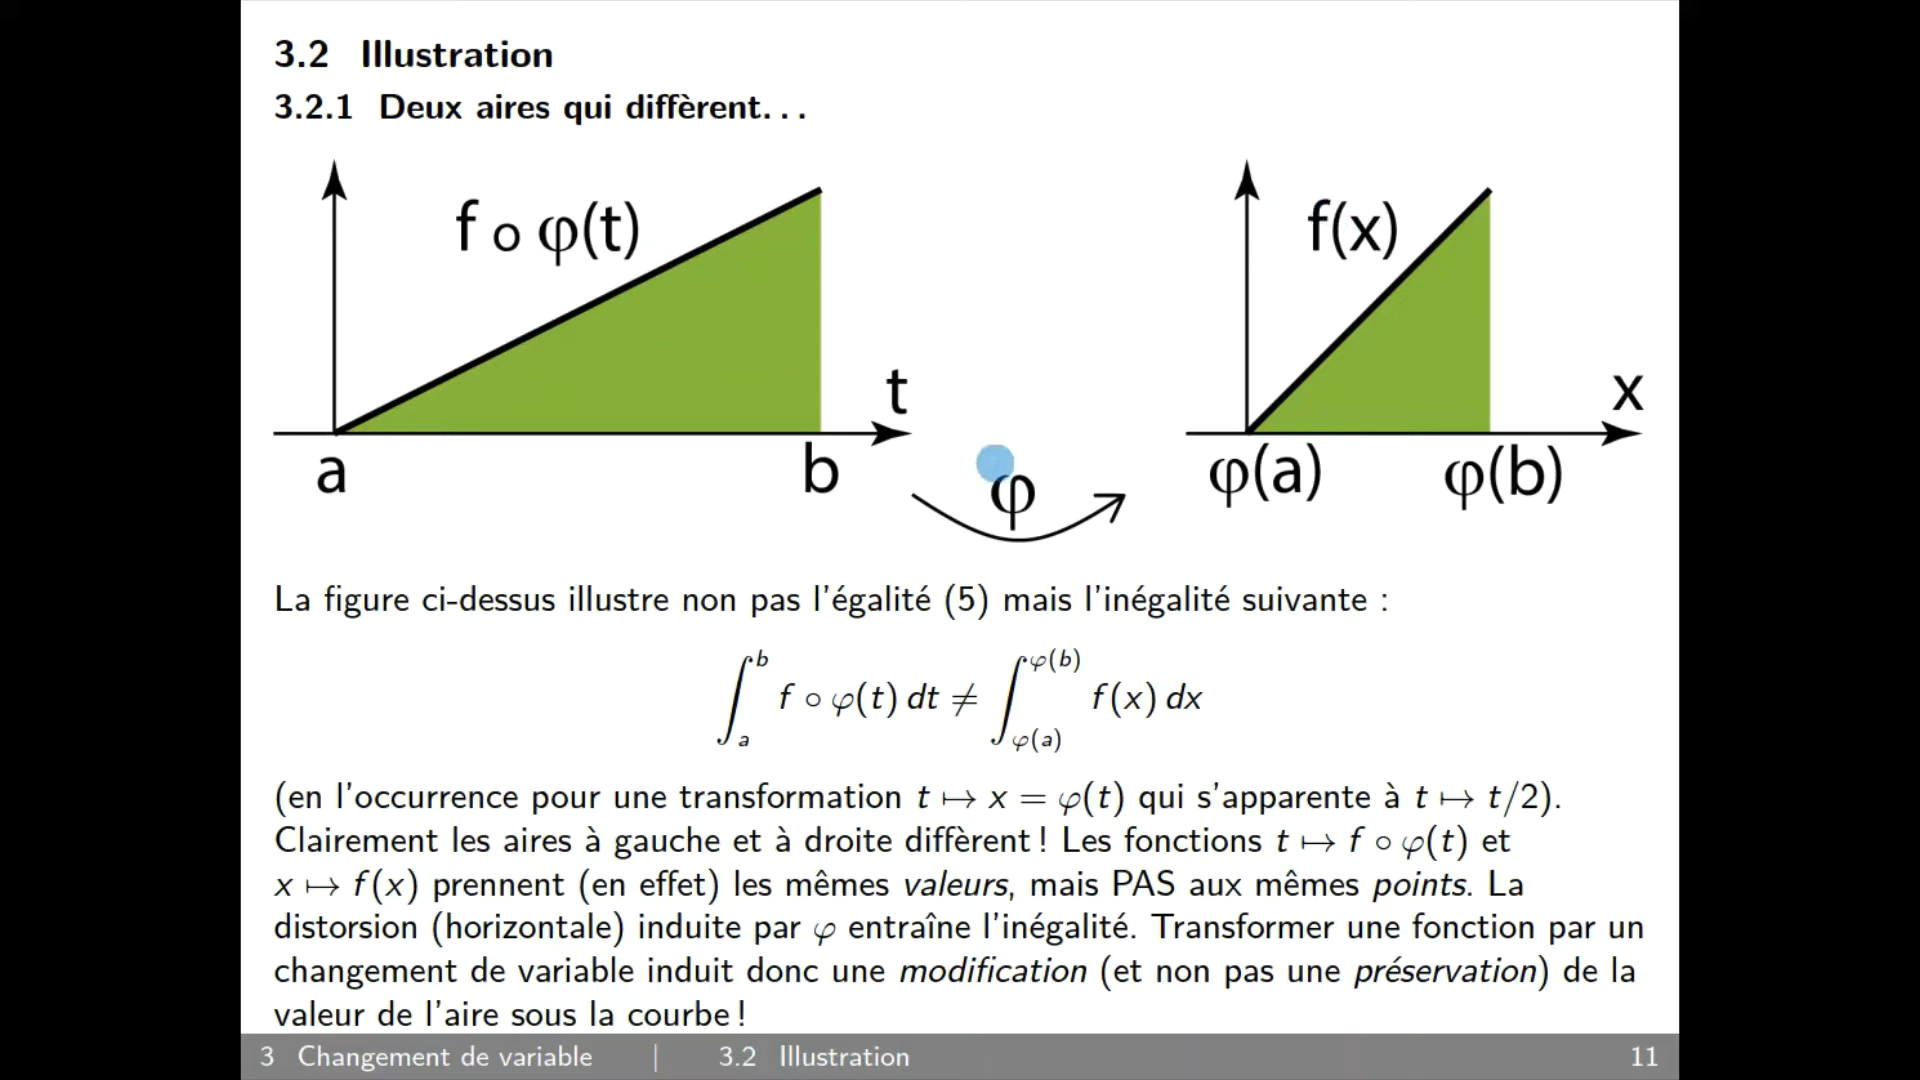 3.2 Illustration
3.2.1 Deux aires qui diffèrent...
f o φ(t)
f(x)
t
x
a
b
φ
φ(a)
φ(b)
La figure ci-dessus illustre non pas l'égalité (5) mais l'inégalité suivante :
∫_a^b f ∘ φ(t) dt ≠ ∫_{φ(a)}^{φ(b)} f(x) dx
(en l'occurrence pour une transformation t ↦ x = φ(t) qui s'apparente à t ↦ t/2).
Clairement les aires à gauche et à droite diffèrent ! Les fonctions t ↦ f ∘ φ(t) et
x ↦ f(x) prennent (en effet) les mêmes valeurs, mais PAS aux mêmes points. La
distorsion (horizontale) induite par φ entraîne l'inégalité. Transformer une fonction par un
changement de variable induit donc une modification (et non pas une préservation) de la
valeur de l'aire sous la courbe !
3 Changement de variable | 3.2 Illustration 11